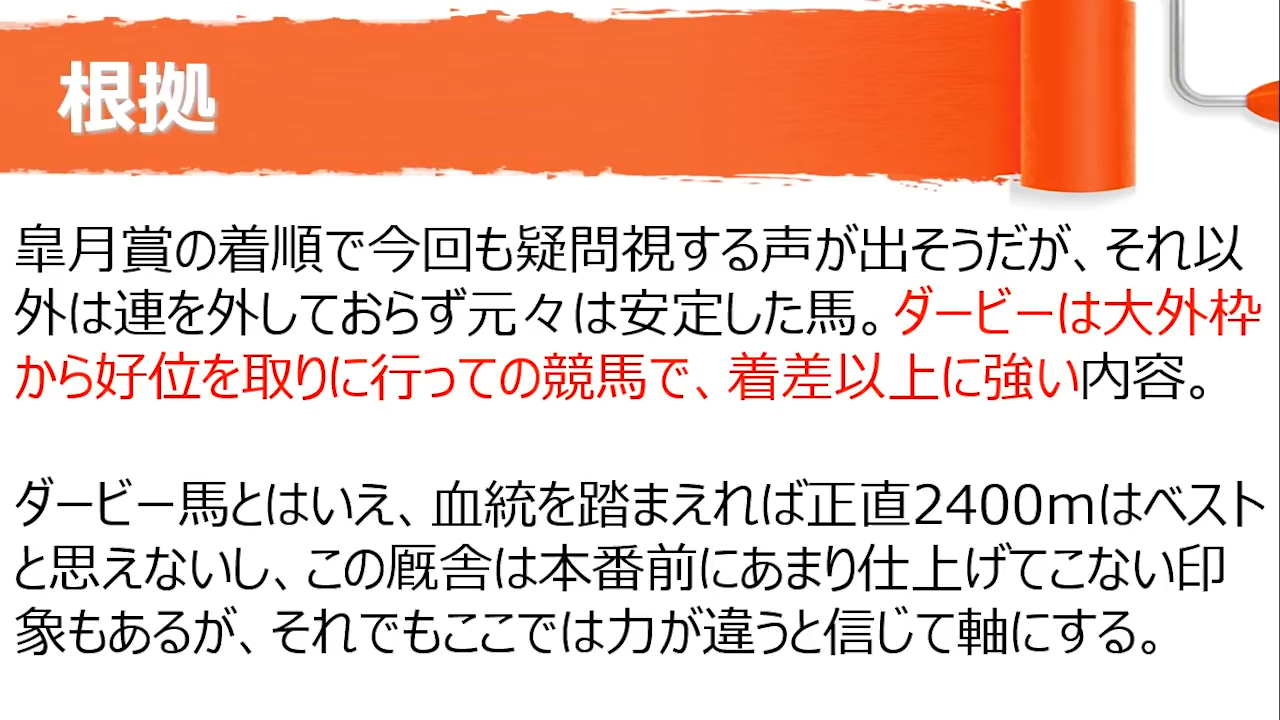 根拠
皐月賞の着順で今回も疑問視する声が出そうだが、それ以
外は連を外しておらず元々は安定した馬。ダービーは大外枠
から好位を取りに行っての競馬で、着差以上に強い内容。
ダービー馬とはいえ、血統を踏まえれば正直2400mはベスト
と思えないし、この厩舎は本番前にあまり仕上げてこない印
象もあるが、それでもここでは力が違うと信じて軸にする。